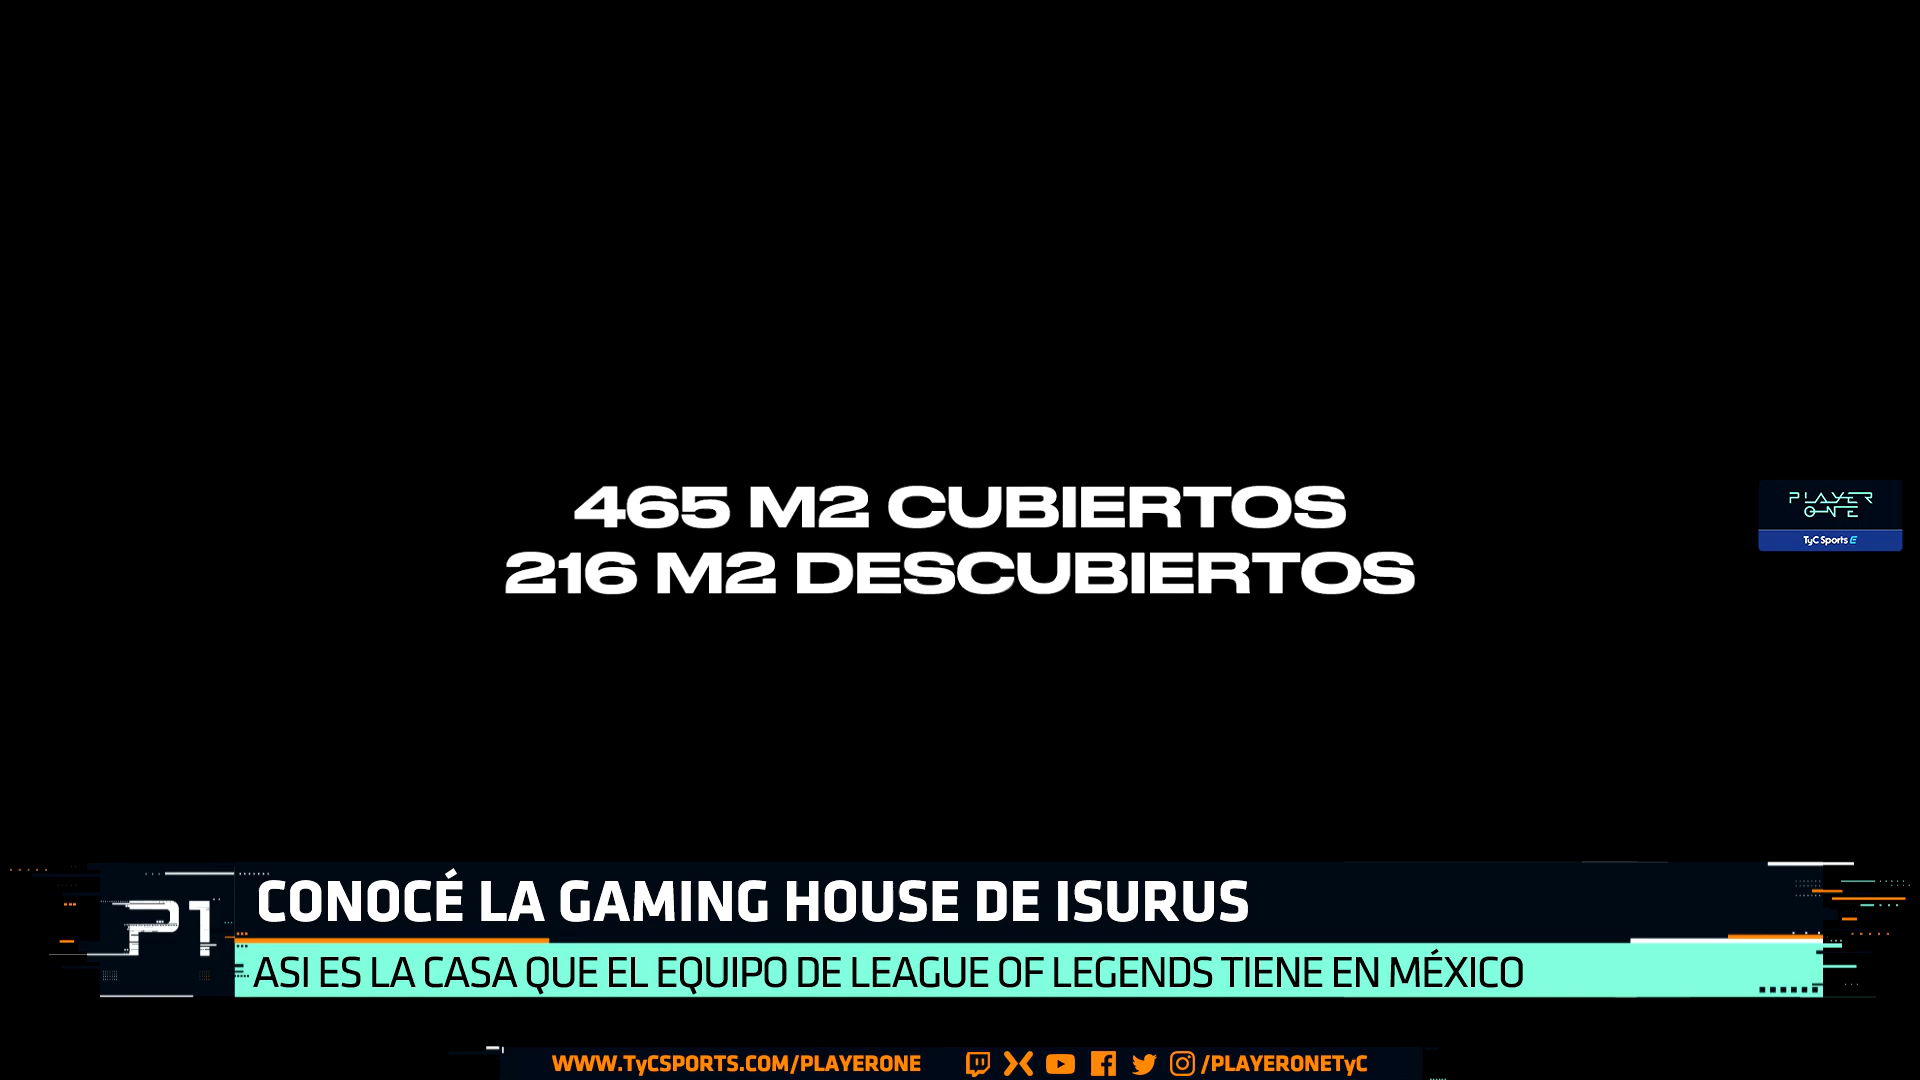 465 M2 CUBIERTOS
216 M2 DESCUBIERTOS
PLAYER
ONE
TyC Sports E
P1
CONOCÉ LA GAMING HOUSE DE ISURUS
ASI ES LA CASA QUE EL EQUIPO DE LEAGUE OF LEGENDS TIENE EN MÉXICO
WWW.TyCSPORTS.COM/PLAYERONE /PLAYERONETyC